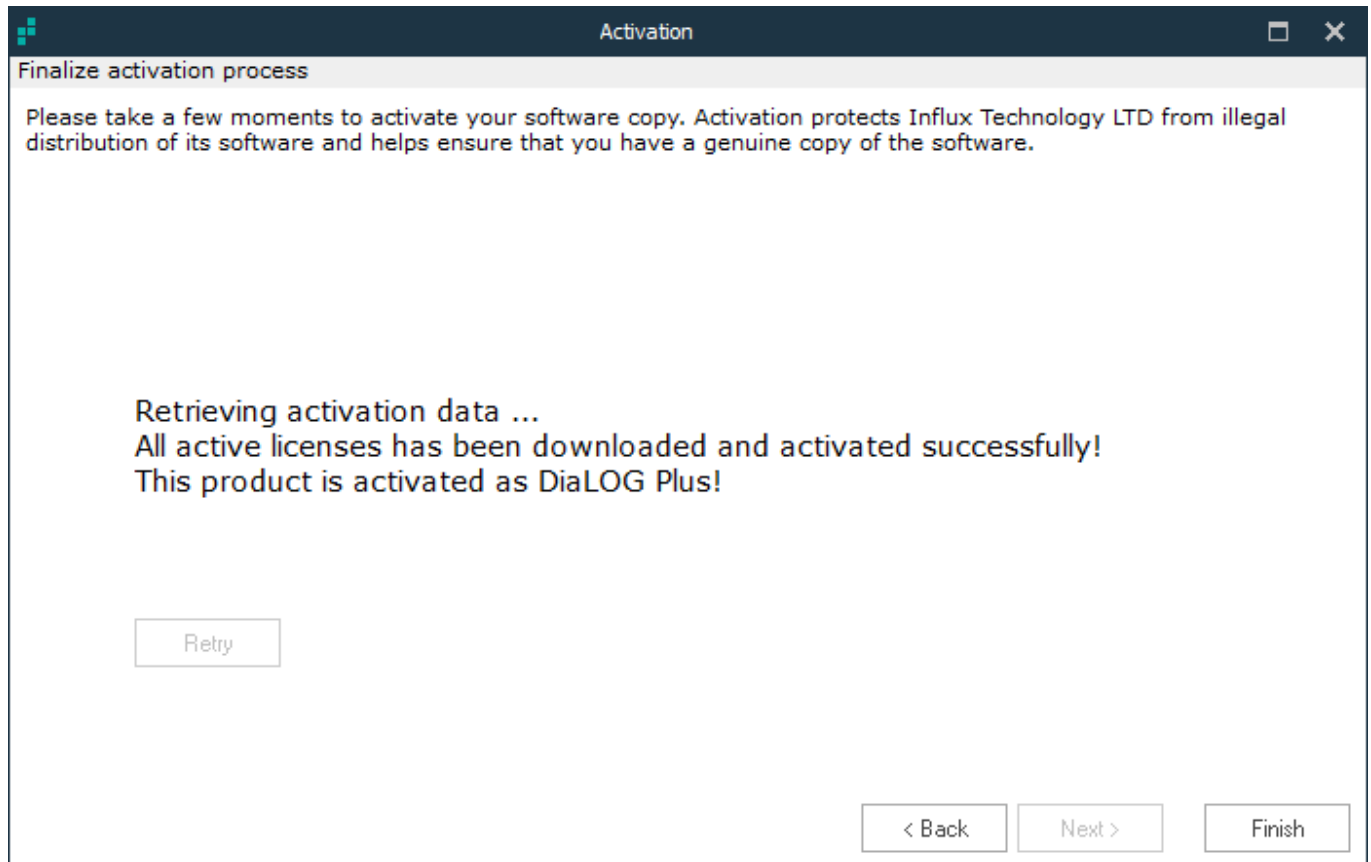 Activation
Finalize activation process
Please take a few moments to activate your software copy. Activation protects Influx Technology LTD from illegal
distribution of its software and helps ensure that you have a genuine copy of the software.
Retrieving activation data ...
All active licenses has been downloaded and activated successfully!
This product is activated as DiaLOG Plus!
Retry
< Back
Next >
Finish